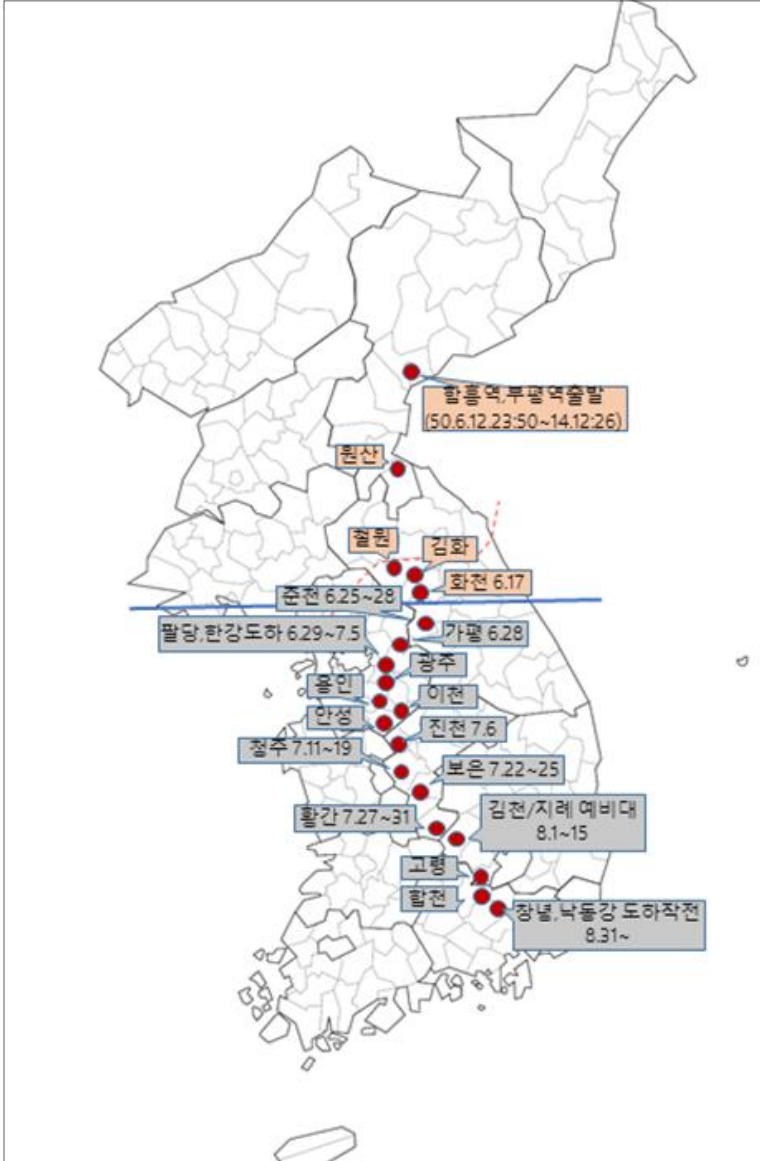 함흥역,부평역출발
(50.6.12.23:50~14.12:26)
원산
철원
김화
화천 6.17
춘천 6.25~28
가평 6.28
팔당,한강도하 6.29~7.5
광주
용인
이천
안성
진천 7.6
청주 7.11~19
보은 7.22~25
황간 7.27~31
김천/지례 예비대
8.1~15
고령
합천
창녕,낙동강 도하작전
8.31~